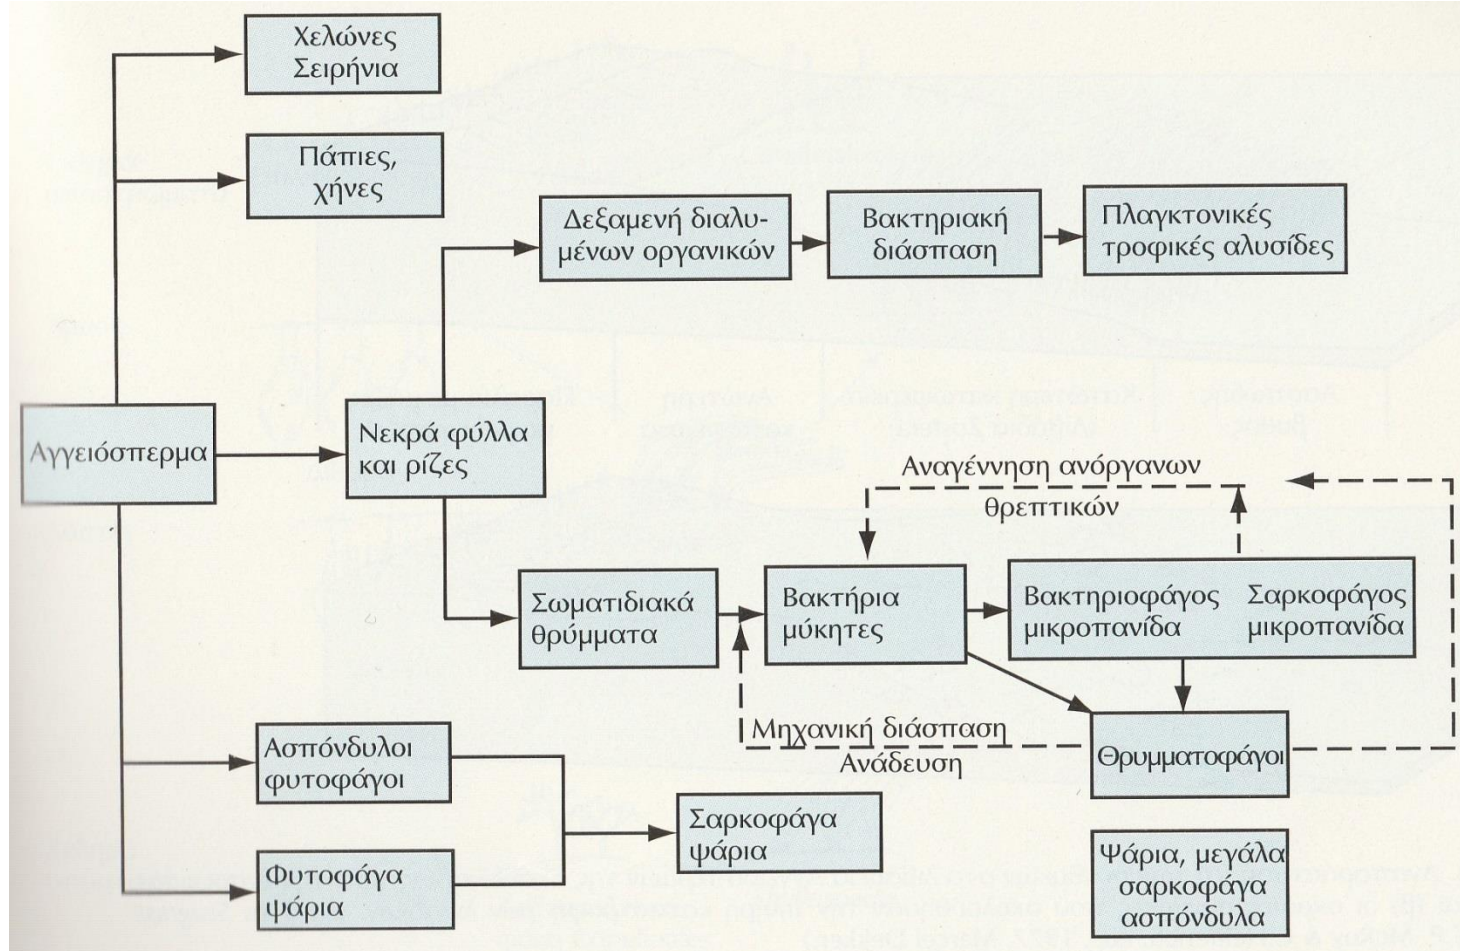 Χελώνες
Σειρήνια
Πάπιες,
χήνες
Δεξαμενή διαλυ-
μένων οργανικών
Βακτηριακή
διάσπαση
Πλαγκτονικές
τροφικές αλυσίδες
Αγγειόσπερμα
Νεκρά φύλλα
και ρίζες
Αναγέννηση ανόργανων
θρεπτικών
Σωματιδιακά
θρύμματα
Βακτήρια
μύκητες
Βακτηριοφάγος
μικροπανίδα
Σαρκοφάγος
μικροπανίδα
Μηχανική διάσπαση
Ανάδευση
Θρυμματοφάγοι
Ασπόνδυλοι
φυτοφάγοι
Σαρκοφάγα
ψάρια
Φυτοφάγα
ψάρια
Ψάρια, μεγάλα
σαρκοφάγα
ασπόνδυλα